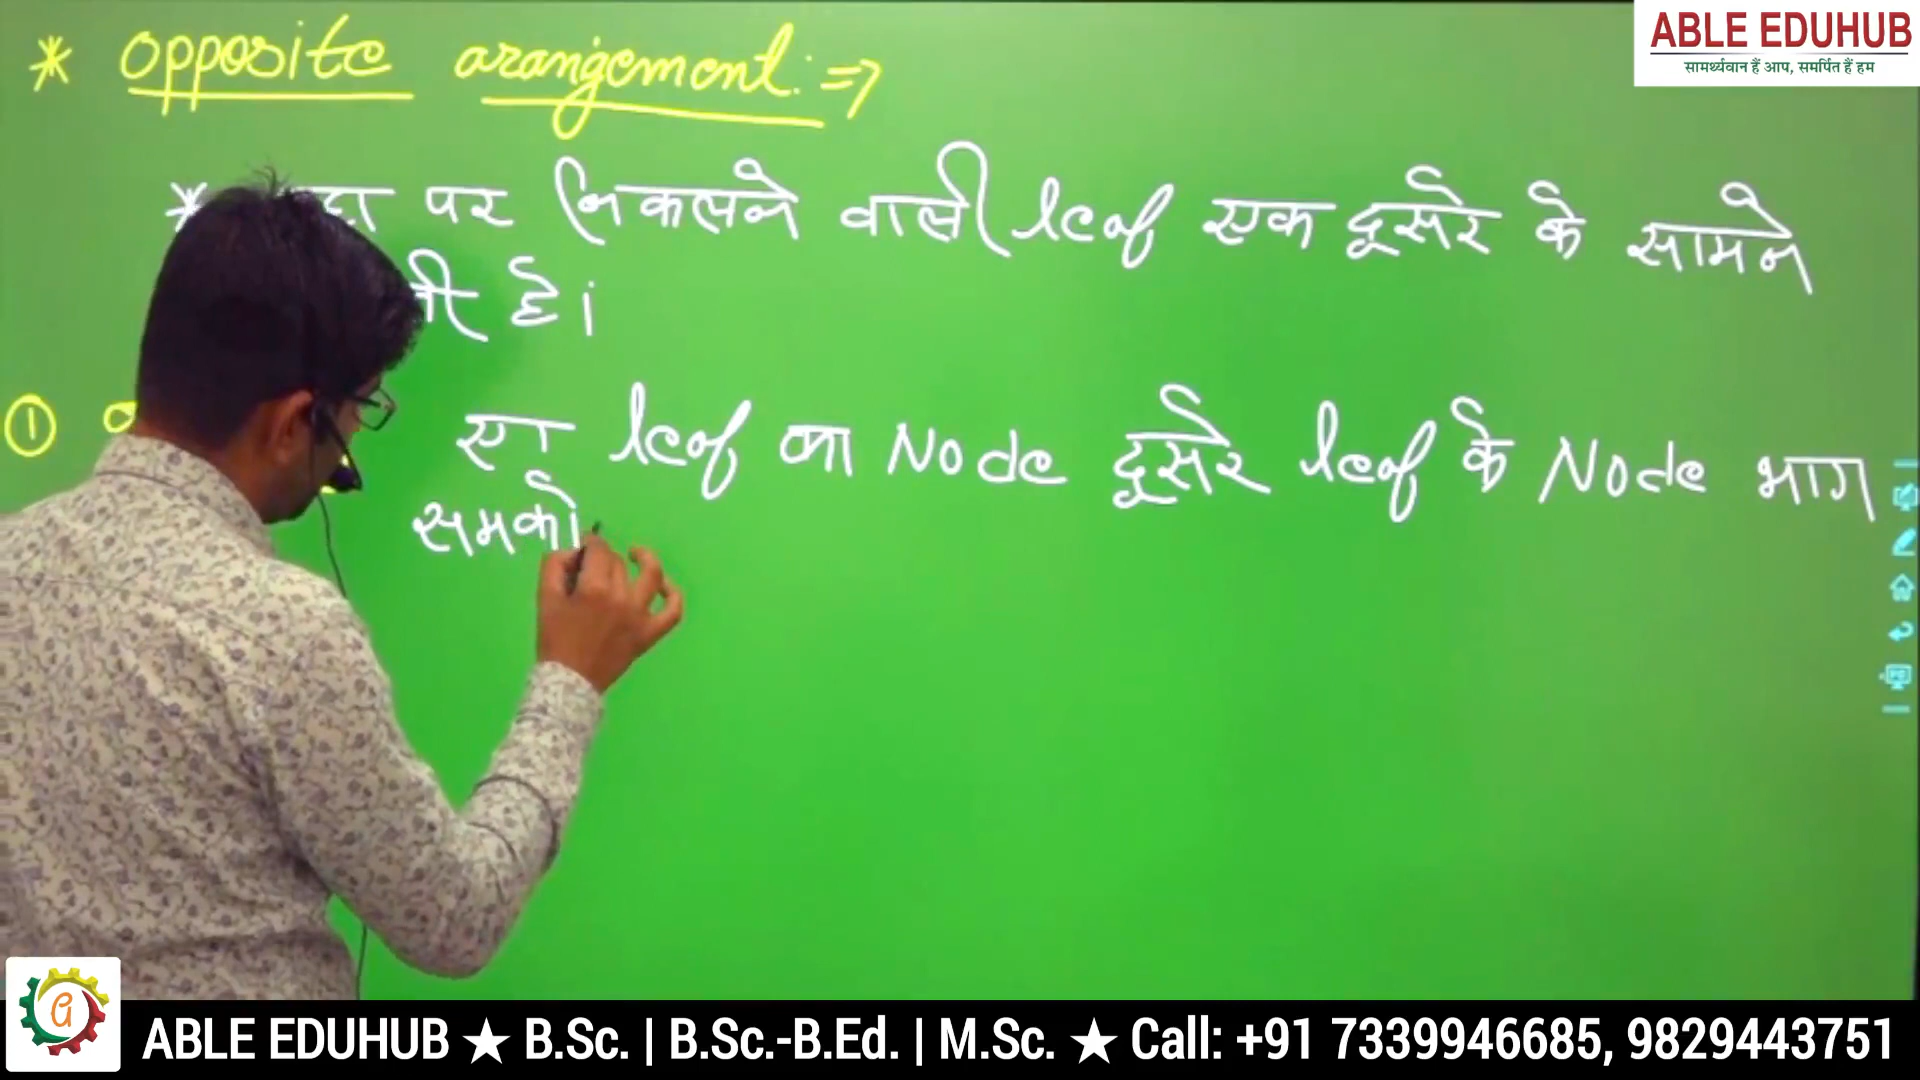 * opposite arangement :⇒
ABLE EDUHUB
सामर्थ्यवान हैं आप, समर्पित हैं हम
* पर निकलने वाली leaf एक दूसरे के सामने
है।
① leaf का Node दूसरे leaf के Node भाग
समको
ABLE EDUHUB ★ B.Sc. | B.Sc.-B.Ed. | M.Sc. ★ Call: +91 7339946685, 9829443751